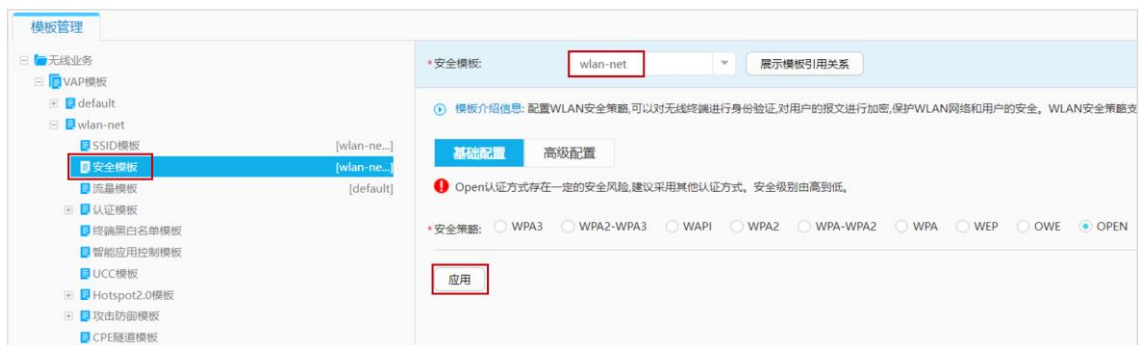 模板管理
无线业务
VAP模板
default
wlan-net
SSID模板 [wlan-ne...]
安全模板 [wlan-ne...]
流量模板 [default]
认证模板
终端黑白名单模板
智能应用控制模板
UCC模板
Hotspot2.0模板
攻击防御模板
CPE隧道模板
*安全模板: wlan-net 展示模板引用关系
模板介绍信息: 配置WLAN安全策略,可以对无线终端进行身份验证,对用户的报文进行加密,保护WLAN网络和用户的安全。WLAN安全策略支
基础配置 高级配置
Open认证方式存在一定的安全风险,建议采用其他认证方式。安全级别由高到低。
*安全策略: WPA3 WPA2-WPA3 WAPI WPA2 WPA-WPA2 WPA WEP OWE OPEN
应用